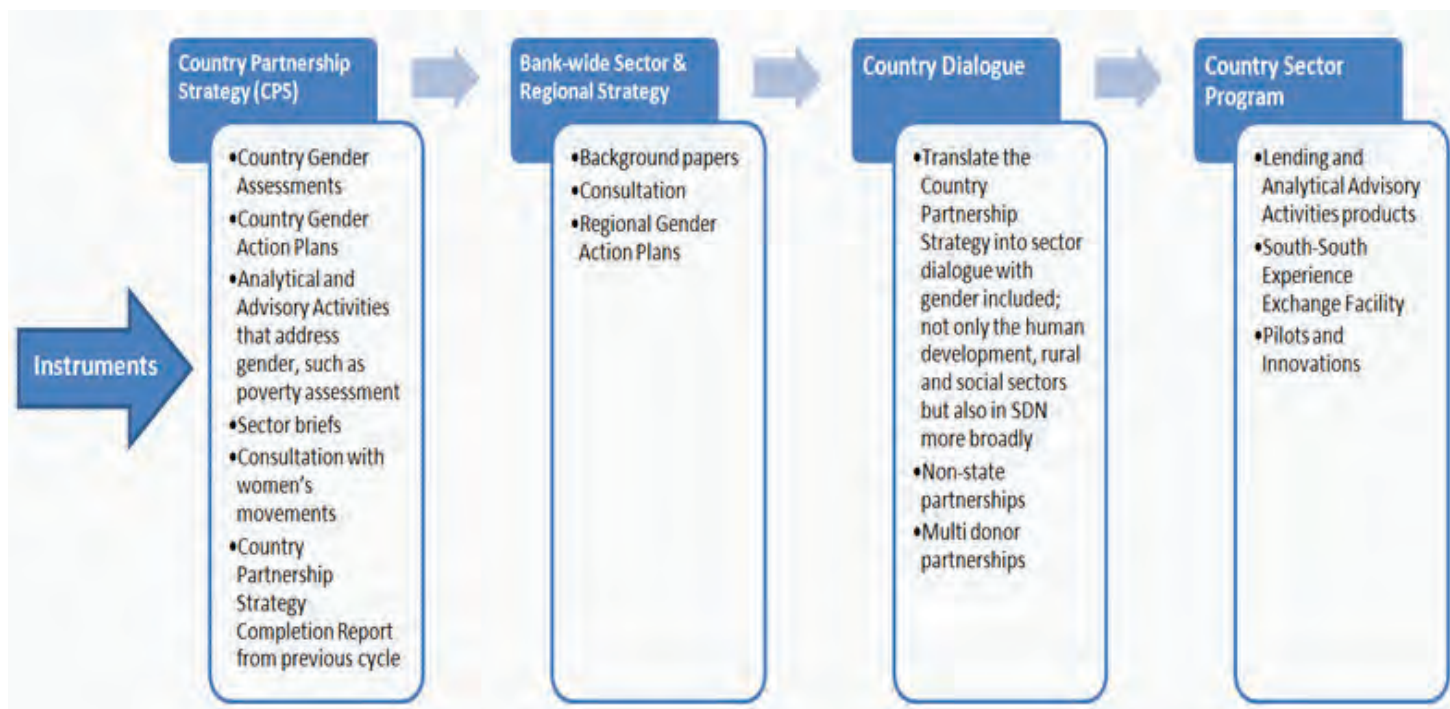 Instruments
Country Partnership
Strategy (CPS)
•Country Gender
Assessments
•Country Gender
Action Plans
•Analytical and
Advisory Activities
that address
gender, such as
poverty assessment
•Sector briefs
•Consultation with
women's
movements
•Country
Partnership
Strategy
Completion Report
from previous cycle
Bank-wide Sector &
Regional Strategy
•Background papers
•Consultation
•Regional Gender
Action Plans
Country Dialogue
•Translate the
Country
Partnership
Strategy into sector
dialogue with
gender included;
not only the human
development, rural
and social sectors
but also in SDN
more broadly
•Non-state
partnerships
•Multi donor
partnerships
Country Sector
Program
•Lending and
Analytical Advisory
Activities products
•South-South
Experience
Exchange Facility
•Pilots and
Innovations